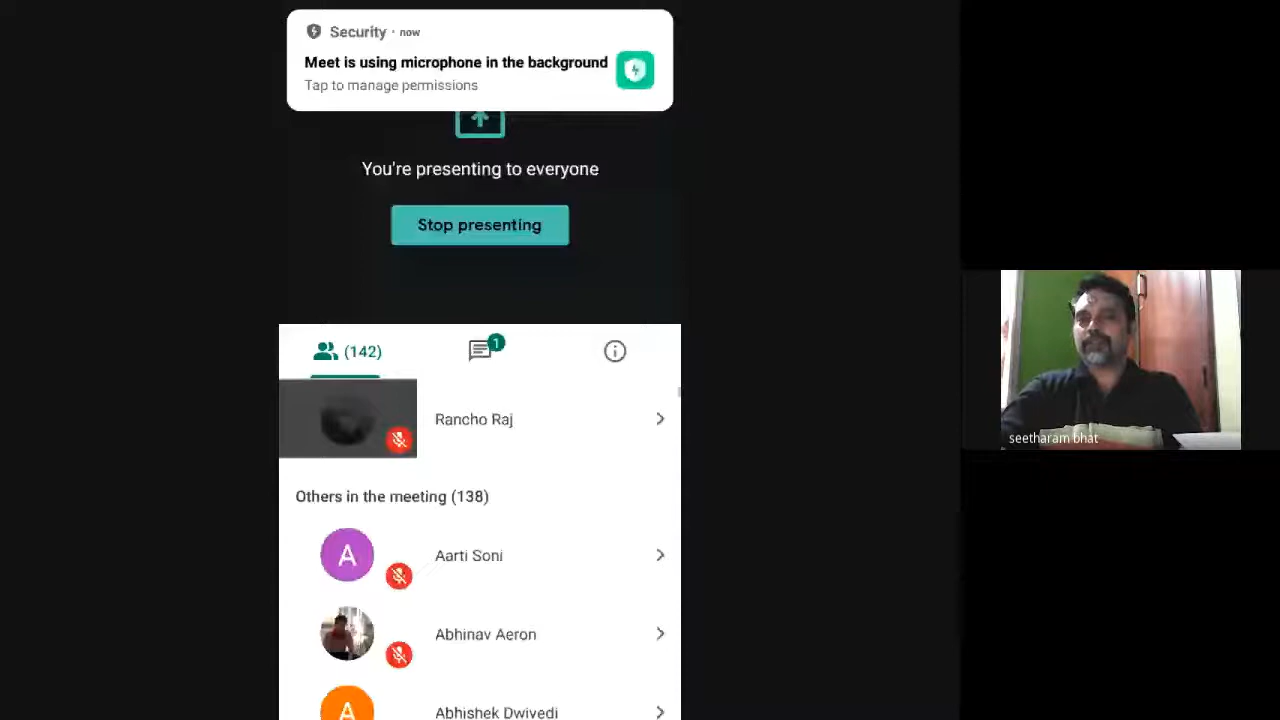 Security · now
Meet is using microphone in the background
Tap to manage permissions
You're presenting to everyone
Stop presenting
(142)
1
Rancho Raj
Others in the meeting (138)
A
Aarti Soni
Abhinav Aeron
A
Abhishek Dwivedi
seetharam bhat